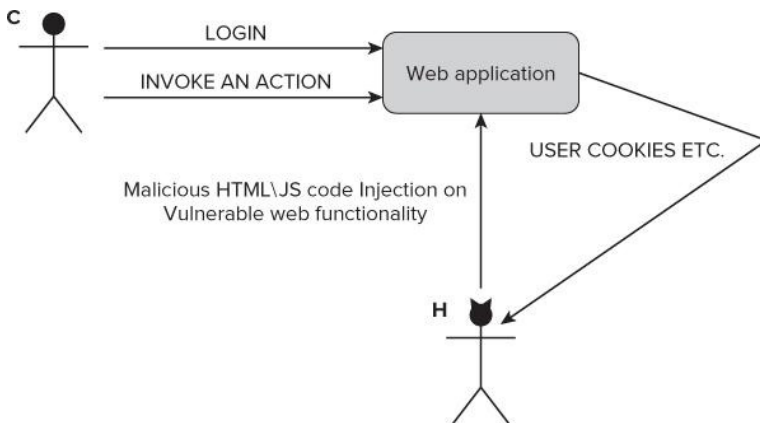 C
LOGIN
INVOKE AN ACTION
Web application
USER COOKIES ETC.
Malicious HTML\JS code Injection on
Vulnerable web functionality
H